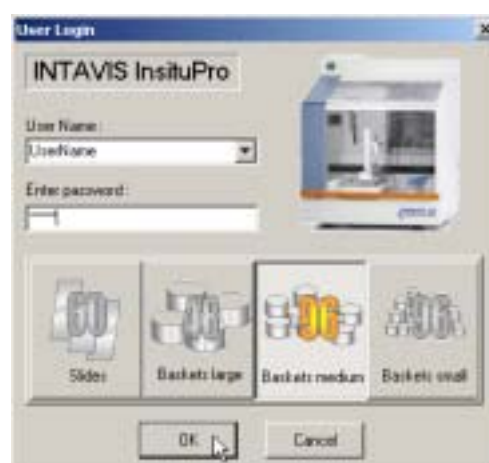 User Login
INTAVIS InsituPro
User Name:
UserName
Enter password:
Slides
Baskets large
Baskets medium
Baskets small
OK
Cancel